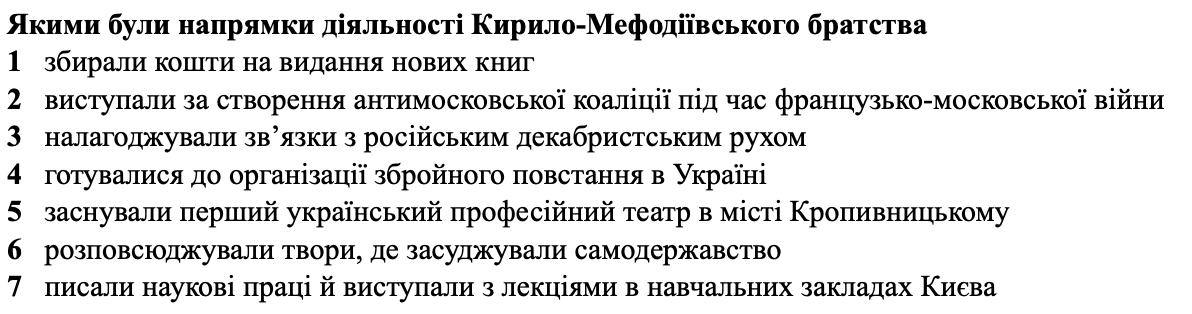 Якими були напрямки діяльності Кирило-Мефодіївського братства
1 збирали кошти на видання нових книг
2 виступали за створення антимосковської коаліції під час французько-московської війни
3 налагоджували зв’язки з російським декабристським рухом
4 готувалися до організації збройного повстання в Україні
5 заснували перший український професійний театр в місті Кропивницькому
6 розповсюджували твори, де засуджували самодержавство
7 писали наукові праці й виступали з лекціями в навчальних закладах Києва